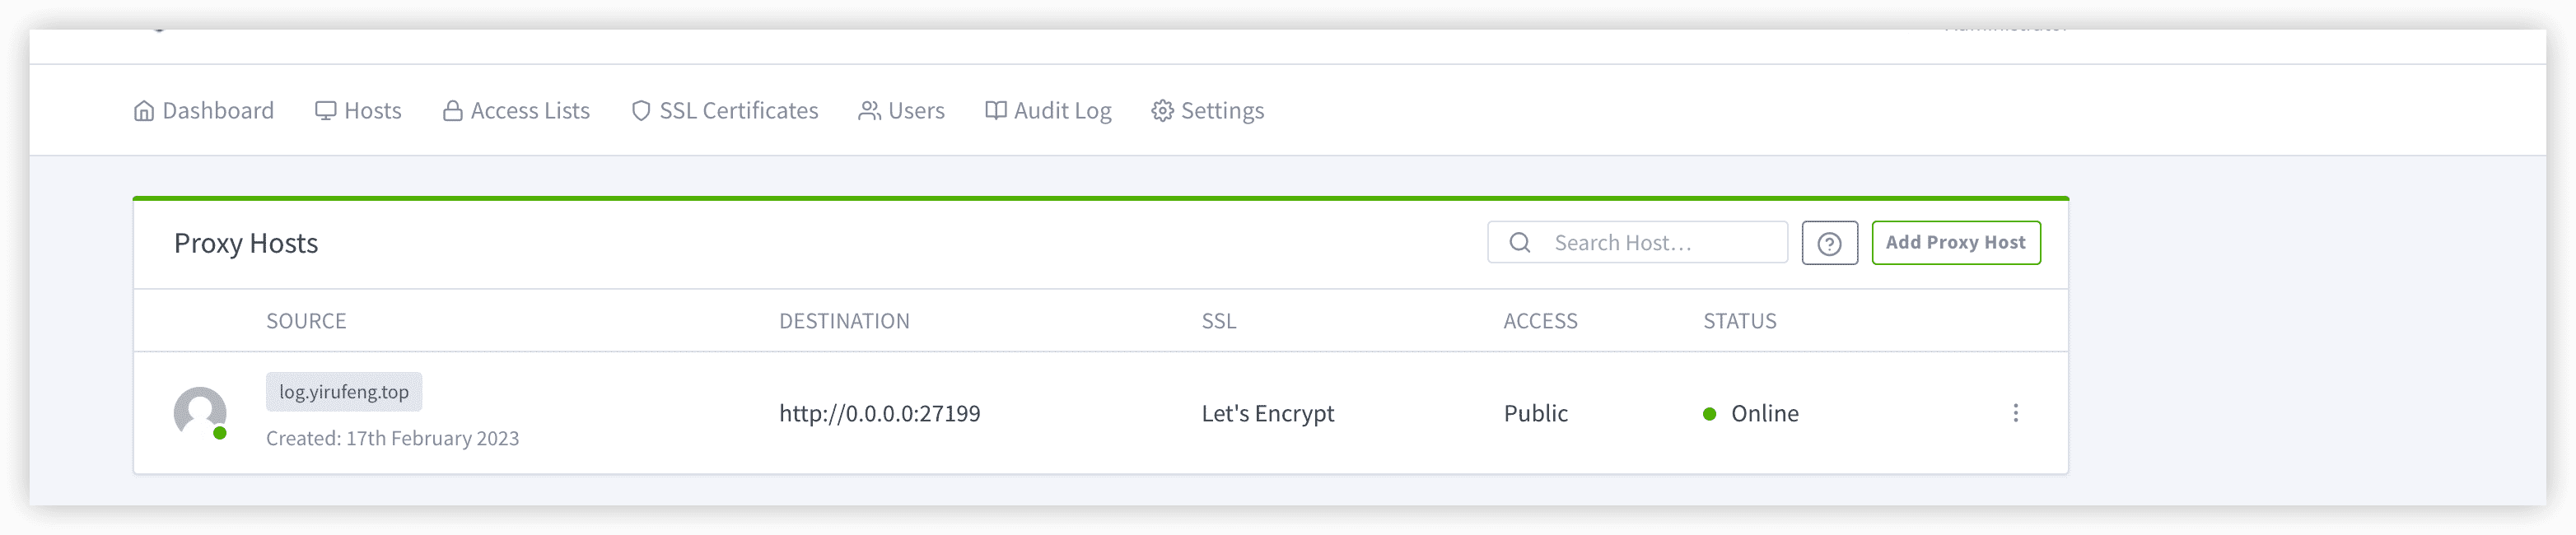 Dashboard Hosts Access Lists SSL Certificates Users Audit Log Settings
Proxy Hosts Search Host... Add Proxy Host
SOURCE DESTINATION SSL ACCESS STATUS
log.yirufeng.top
http://0.0.0.0:27199 Let's Encrypt Public Online
Created: 17th February 2023